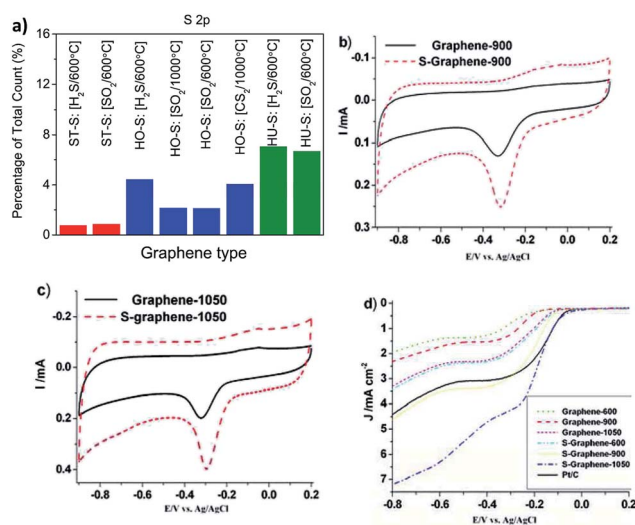 a)
S 2p
Percentage of Total Count (%)
16
12
8
4
0
ST-S: [H2S/600°C]
ST-S: [SO2/600°C]
HO-S: [H2S/600°C]
HO-S: [SO2/1000°C]
HO-S: [SO2/600°C]
HO-S: [CS2/1000°C]
HU-S: [H2S/600°C]
HU-S: [SO2/600°C]
Graphene type
b)
Graphene-900
S-Graphene-900
I /mA
-0.1
0.0
0.1
0.2
0.3
-0.8 -0.6 -0.4 -0.2 0.0 0.2
E/V vs. Ag/AgCl
c)
Graphene-1050
S-graphene-1050
I /mA
-0.2
0.0
0.2
0.4
-0.8 -0.6 -0.4 -0.2 0.0 0.2
E/V vs. Ag/AgCl
d)
J /mA cm-2
0
1
2
3
4
5
6
7
Graphene-600
Graphene-900
Graphene-1050
S-Graphene-600
S-Graphene-900
S-Graphene-1050
Pt/C
-0.8 -0.6 -0.4 -0.2 0.0 0.2
E/V vs. Ag/AgCl